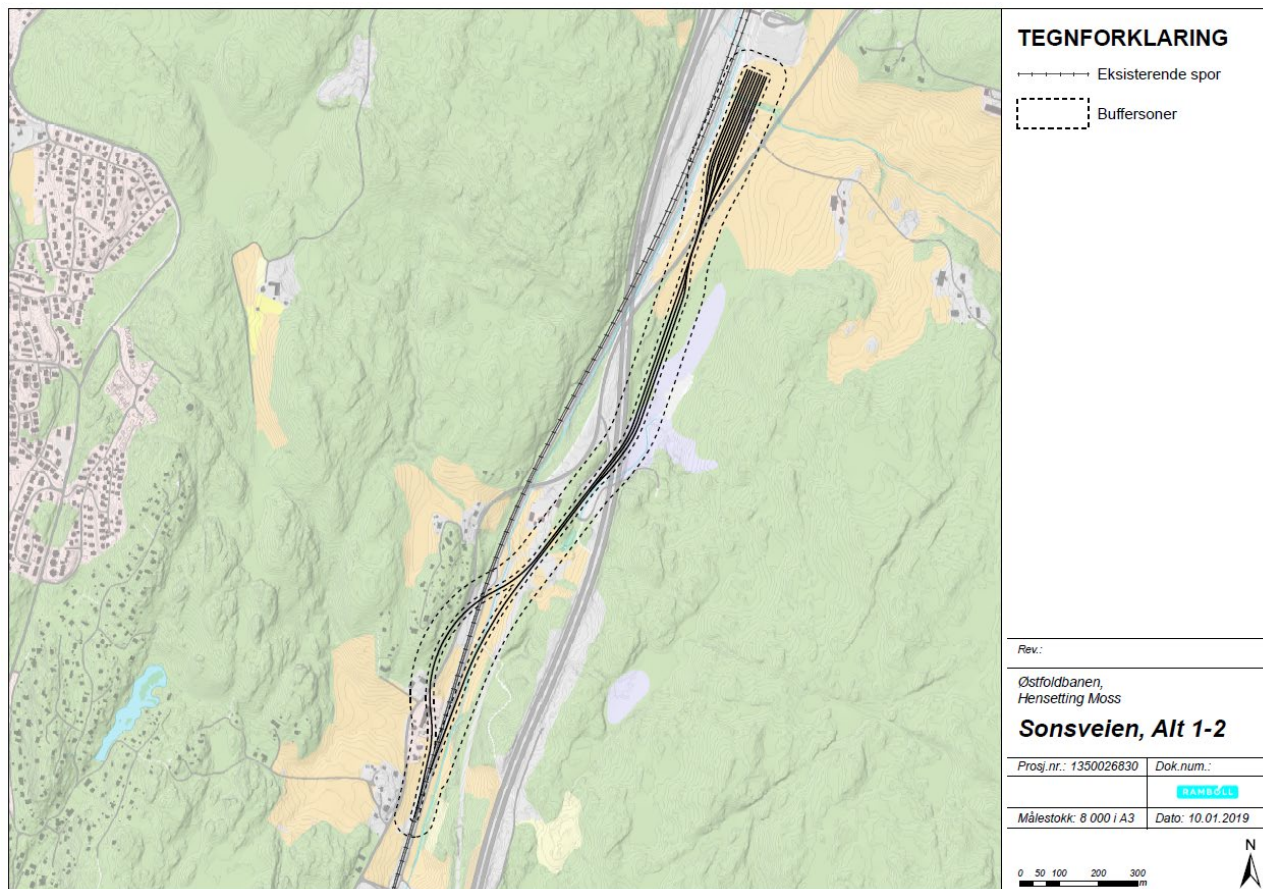 TEGNFORKLARING
Eksisterende spor
Buffersoner
Rev.:
Østfoldbanen,
Hensetting Moss
Sonsveien, Alt 1-2
Prosj.nr.: 1350026830
Dok.num.:
RAMBOLL
Målestokk: 8 000 i A3
Dato: 10.01.2019
N
0 50 100 200 300
m